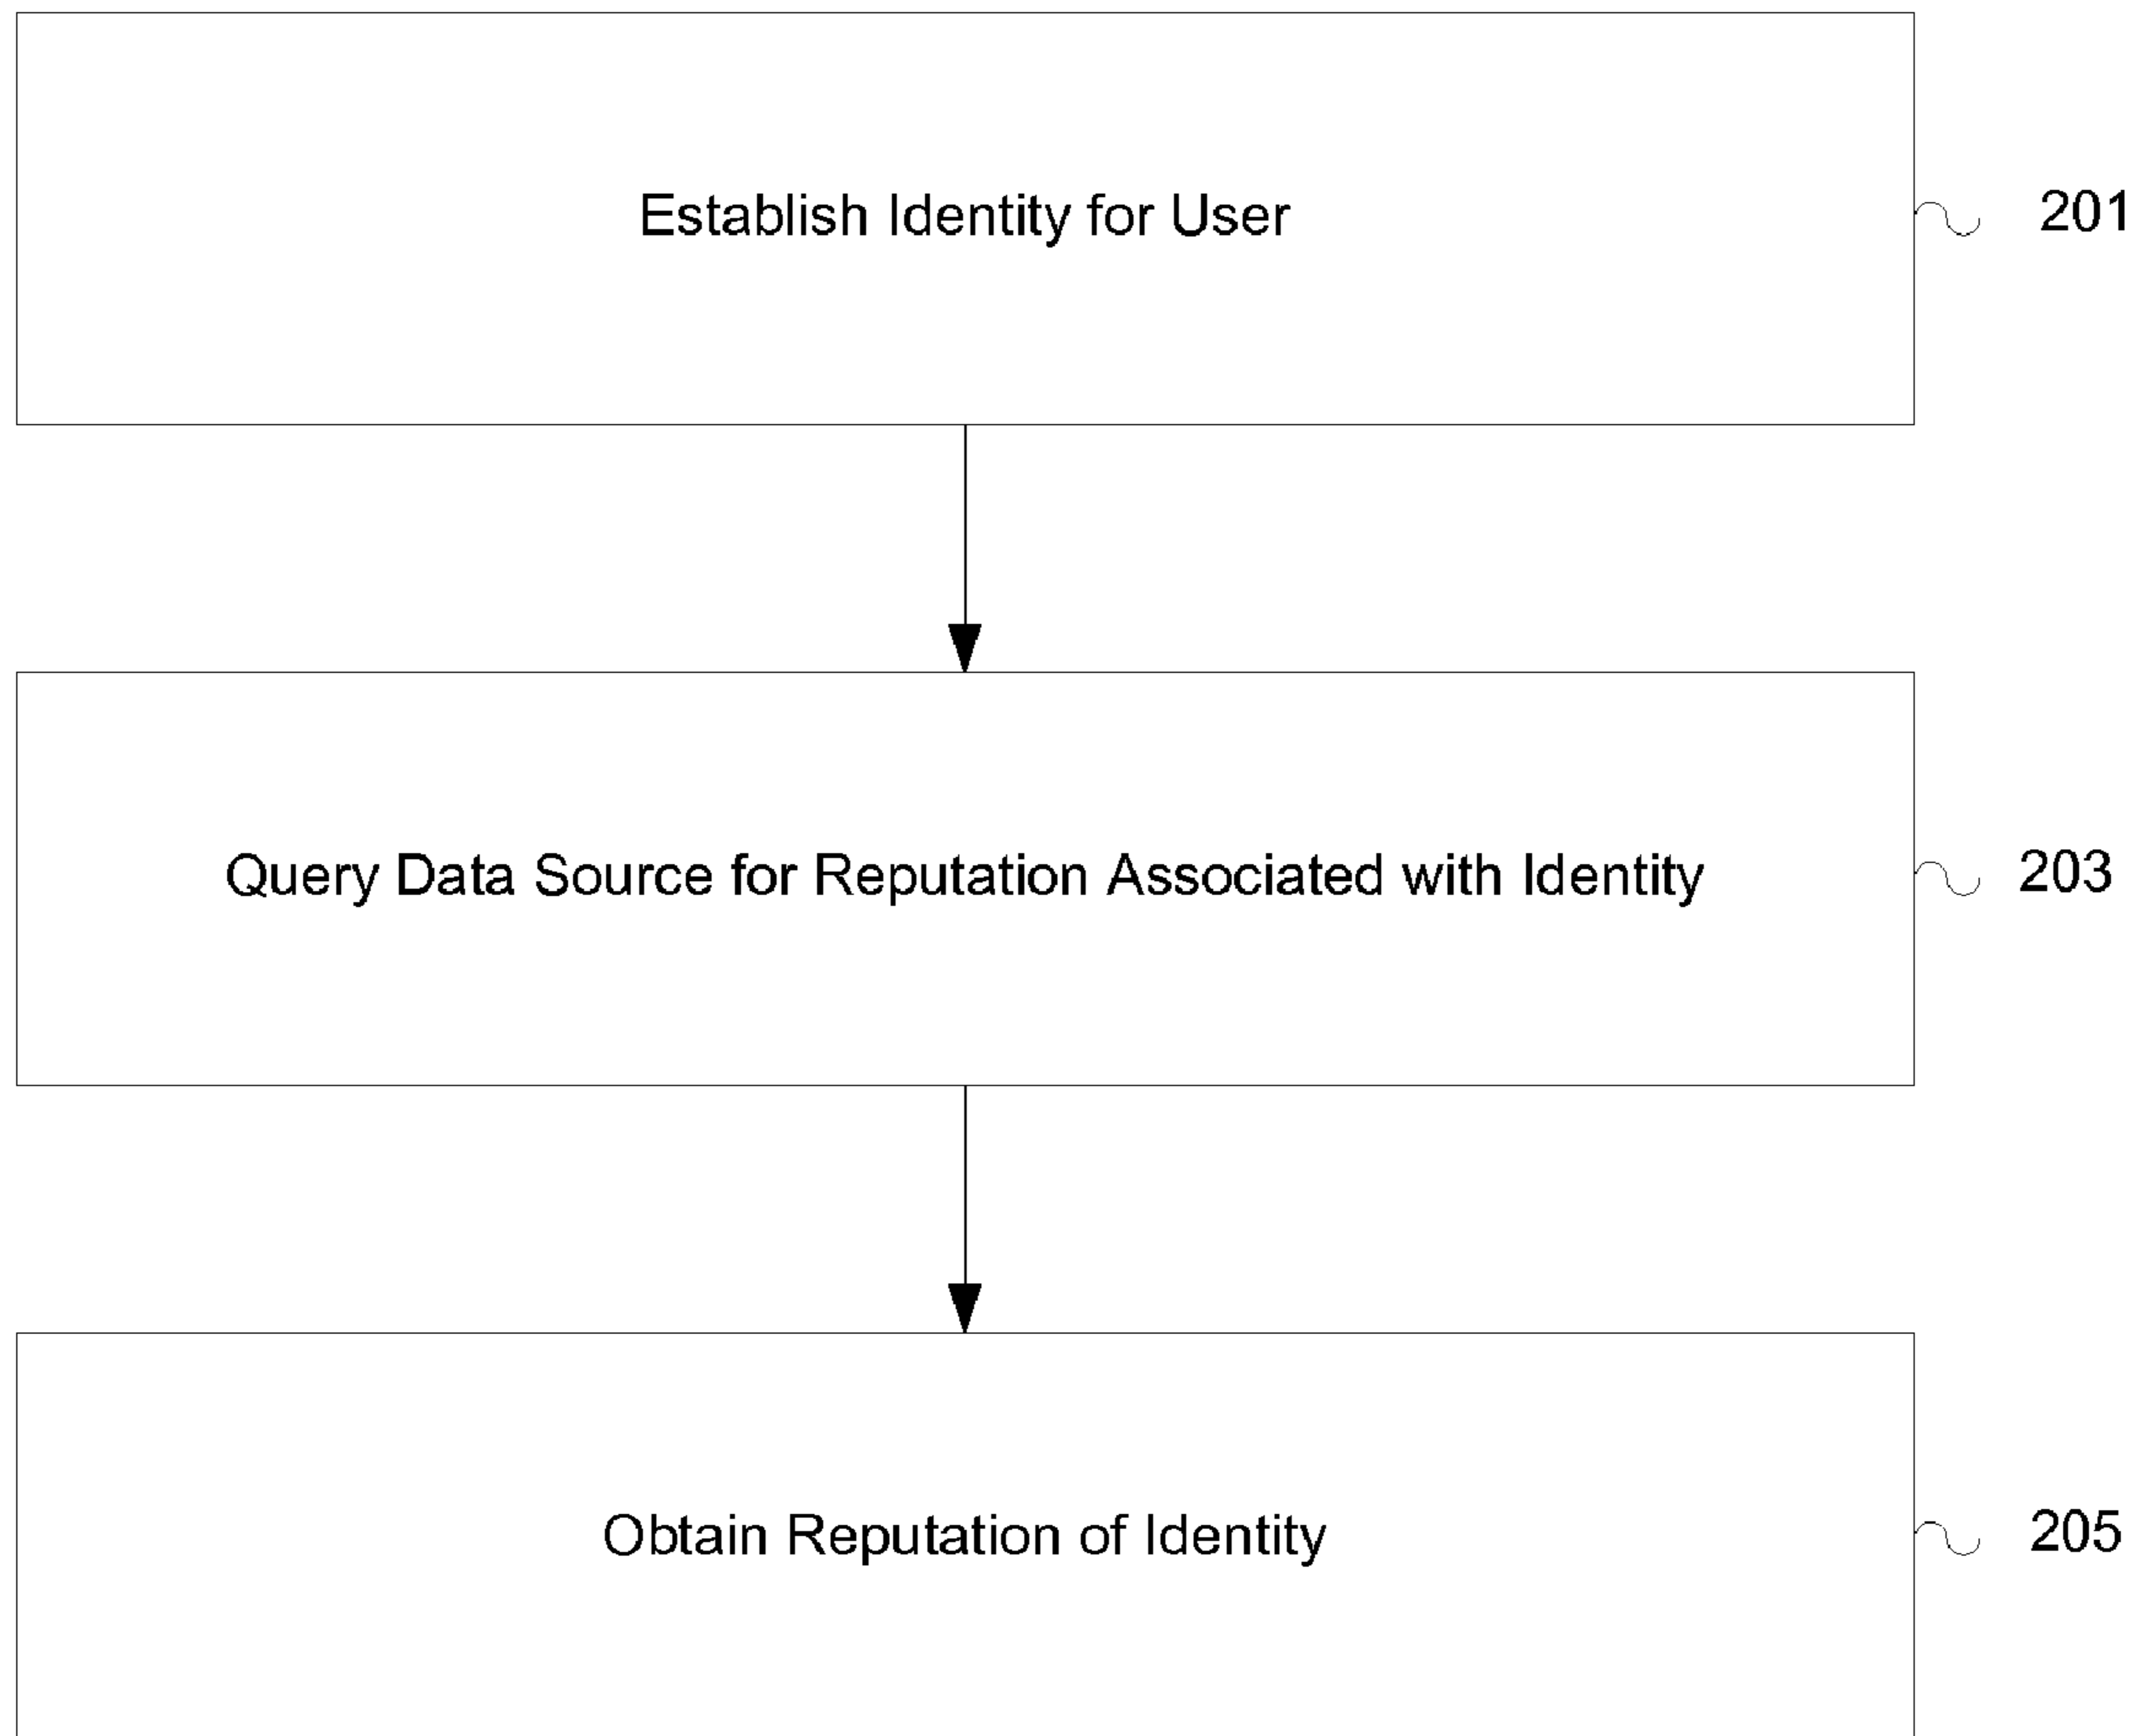 Establish Identity for User
201
Query Data Source for Reputation Associated with Identity
203
Obtain Reputation of Identity
205